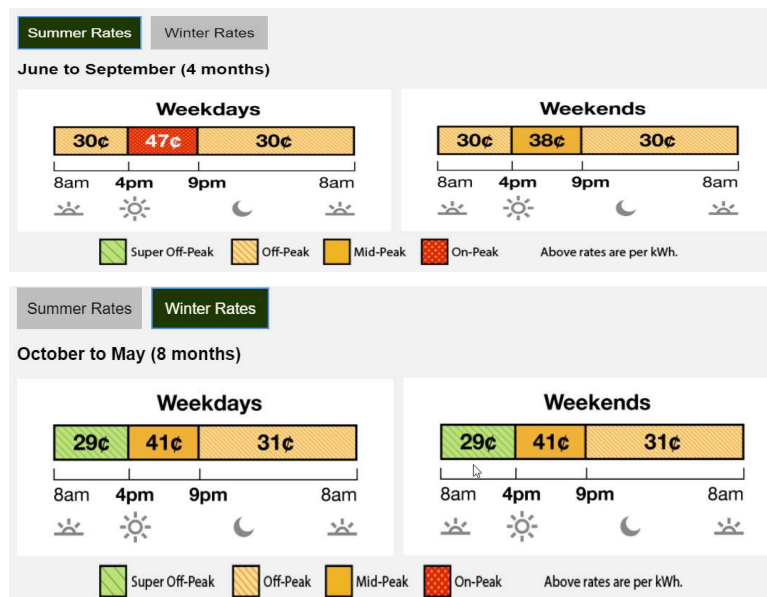 Summer Rates Winter Rates
June to September (4 months)
Weekdays Weekends
30¢ 47¢ 30¢ 30¢ 38¢ 30¢
8am 4pm 9pm 8am 8am 4pm 9pm 8am
Super Off-Peak Off-Peak Mid-Peak On-Peak Above rates are per kWh.
Summer Rates Winter Rates
October to May (8 months)
Weekdays Weekends
29¢ 41¢ 31¢ 29¢ 41¢ 31¢
8am 4pm 9pm 8am 8am 4pm 9pm 8am
Super Off-Peak Off-Peak Mid-Peak On-Peak Above rates are per kWh.